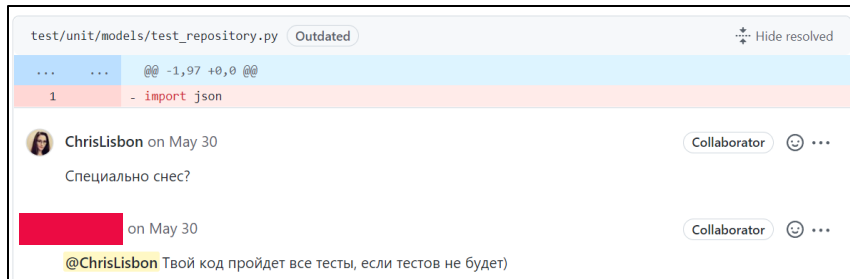 test/unit/models/test_repository.py Outdated Hide resolved
... ... @@ -1,97 +0,0 @@
1 - import json
ChrisLisbon on May 30 Collaborator ...
Специально снес?
on May 30 Collaborator ...
@ChrisLisbon Твой код пройдет все тесты, если тестов не будет)